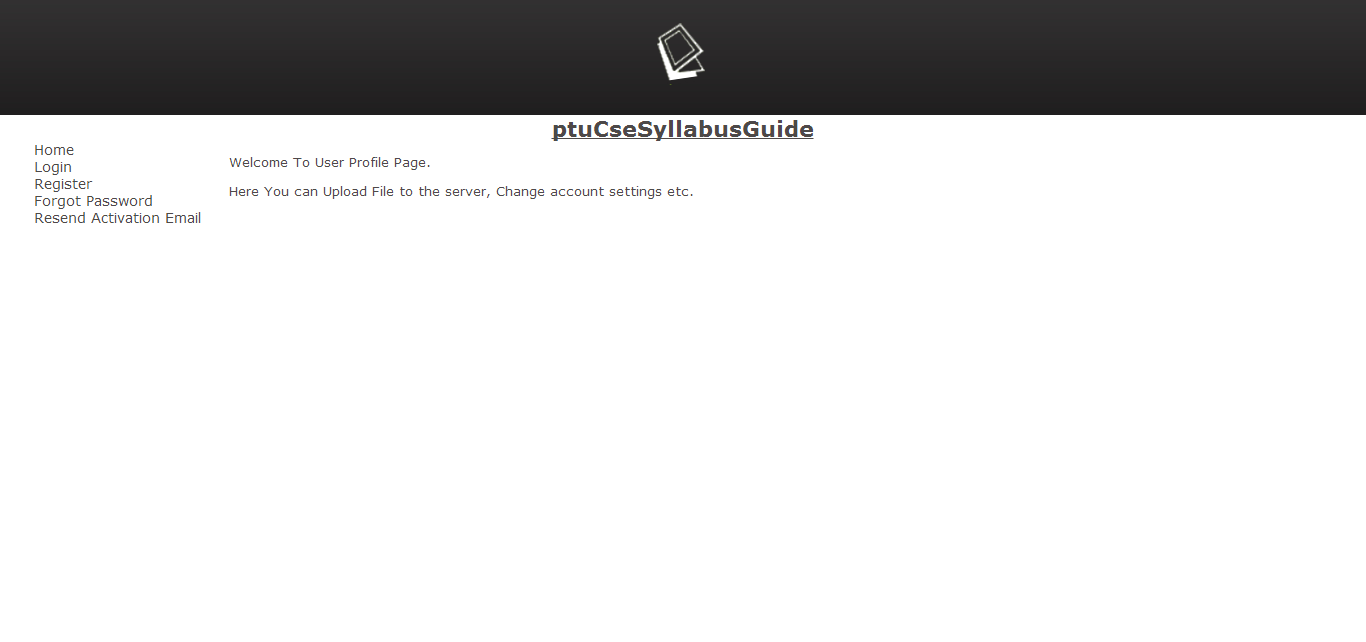 ptuCseSyllabusGuide
Home
Login
Register
Forgot Password
Resend Activation Email
Welcome To User Profile Page.
Here You can Upload File to the server, Change account settings etc.